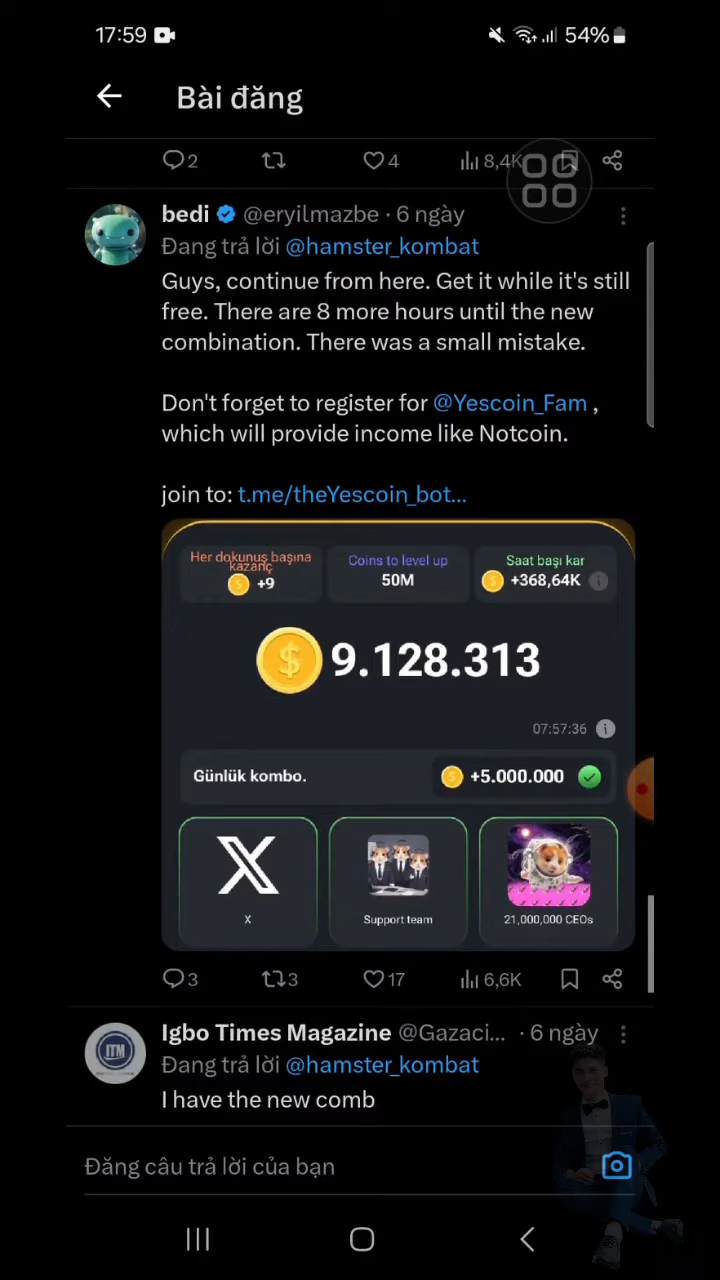 17:59
54%
Bài đăng
2
4
8,4K
bedi @eryilmazbe · 6 ngày
Đang trả lời @hamster_kombat
Guys, continue from here. Get it while it's still
free. There are 8 more hours until the new
combination. There was a small mistake.
Don't forget to register for @Yescoin_Fam ,
which will provide income like Notcoin.
join to: t.me/theYescoin_bot...
Her dokunuş başına
kazanç
+9
Coins to level up
50M
Saat başı kar
+368,64K
9.128.313
07:57:36
Günlük kombo.
+5.000.000
X
Support team
21,000,000 CEOs
3
3
17
6,6K
ITM
Igbo Times Magazine @Gazaci... · 6 ngày
Đang trả lời @hamster_kombat
I have the new comb
Đăng câu trả lời của bạn